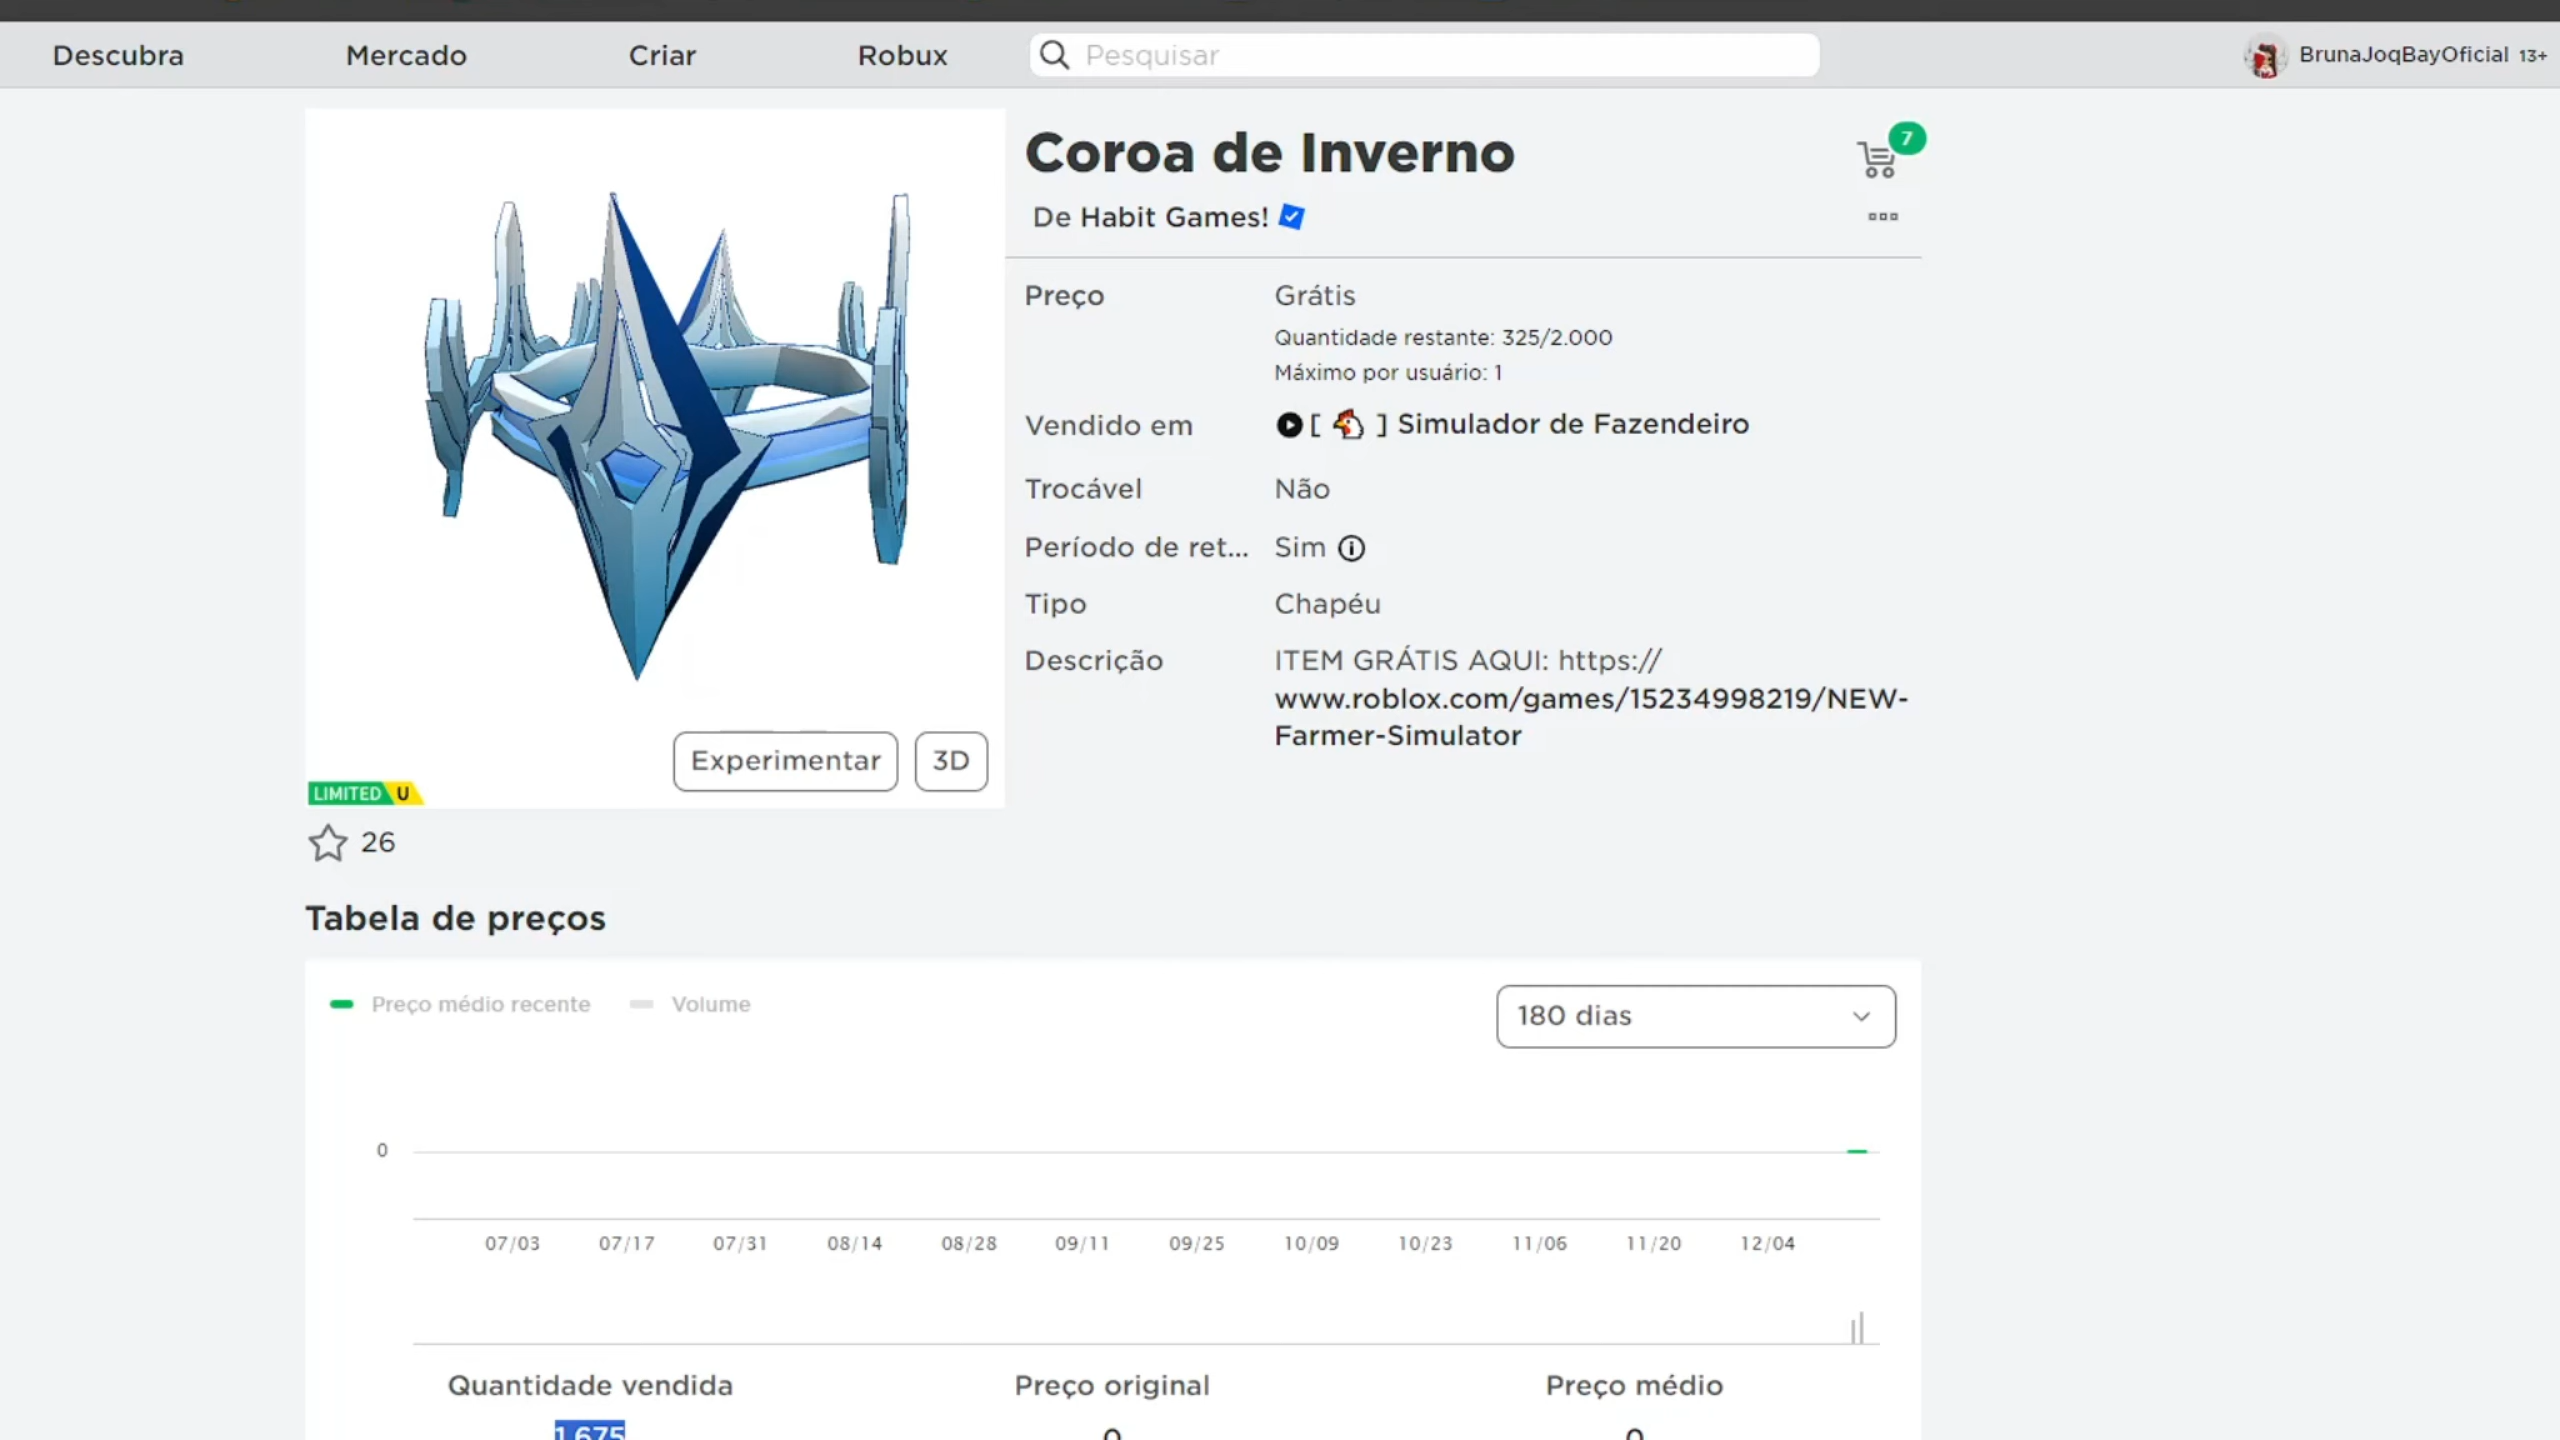 Descubra Mercado Criar Robux Pesquisar BrunaJoqBayOficial 13+
Coroa de Inverno
7
De Habit Games!
Preço Grátis
Quantidade restante: 325/2.000
Máximo por usuário: 1
Vendido em [ ] Simulador de Fazendeiro
Trocável Não
Período de ret... Sim
Tipo Chapéu
Descrição ITEM GRÁTIS AQUI: https://
www.roblox.com/games/15234998219/NEW-
Farmer-Simulator
Experimentar 3D
LIMITED U
26
Tabela de preços
Preço médio recente Volume
180 dias
0
07/03 07/17 07/31 08/14 08/28 09/11 09/25 10/09 10/23 11/06 11/20 12/04
Quantidade vendida Preço original Preço médio
1.675 0 0